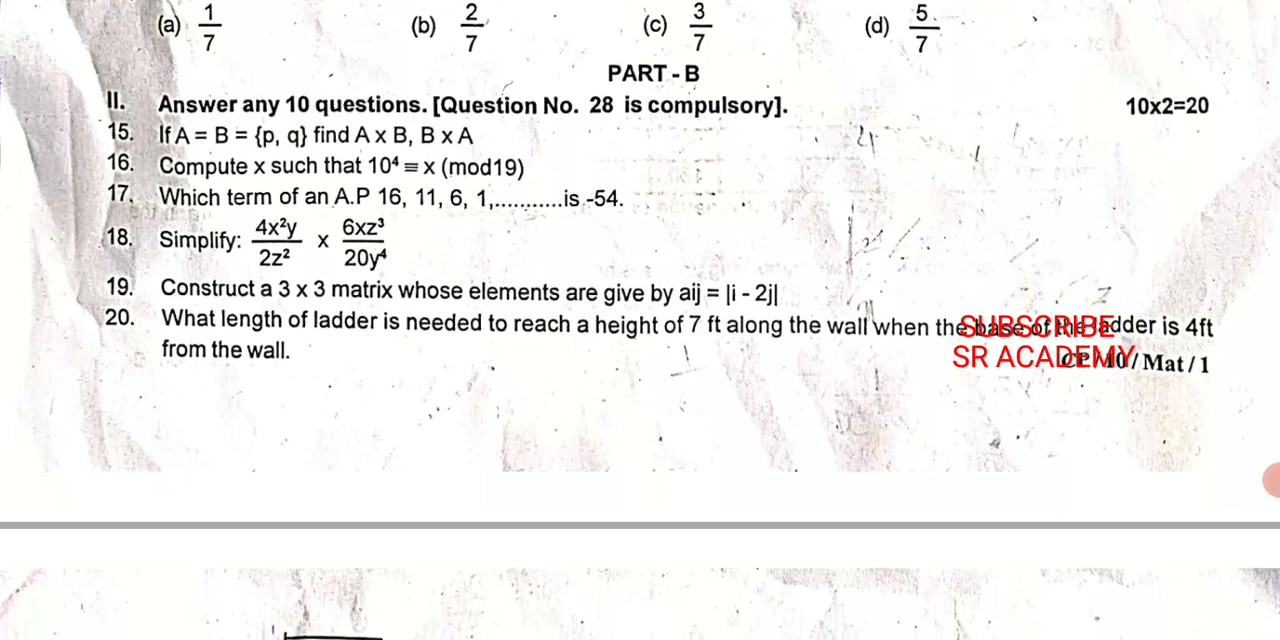 (a) 1/7 (b) 2/7 (c) 3/7 (d) 5/7
PART - B
II. Answer any 10 questions. [Question No. 28 is compulsory]. 10x2=20
15. If A = B = {p, q} find A x B, B x A
16. Compute x such that 10⁴ ≡ x (mod19)
17. Which term of an A.P 16, 11, 6, 1,...........is -54.
18. Simplify: 4x²y/2z² x 6xz³/20y⁴
19. Construct a 3 x 3 matrix whose elements are give by aij = |i - 2j|
20. What length of ladder is needed to reach a height of 7 ft along the wall when the base of the ladder is 4ft
from the wall.
SUBSCRIBE
SR ACADEMY
/ Mat / 1